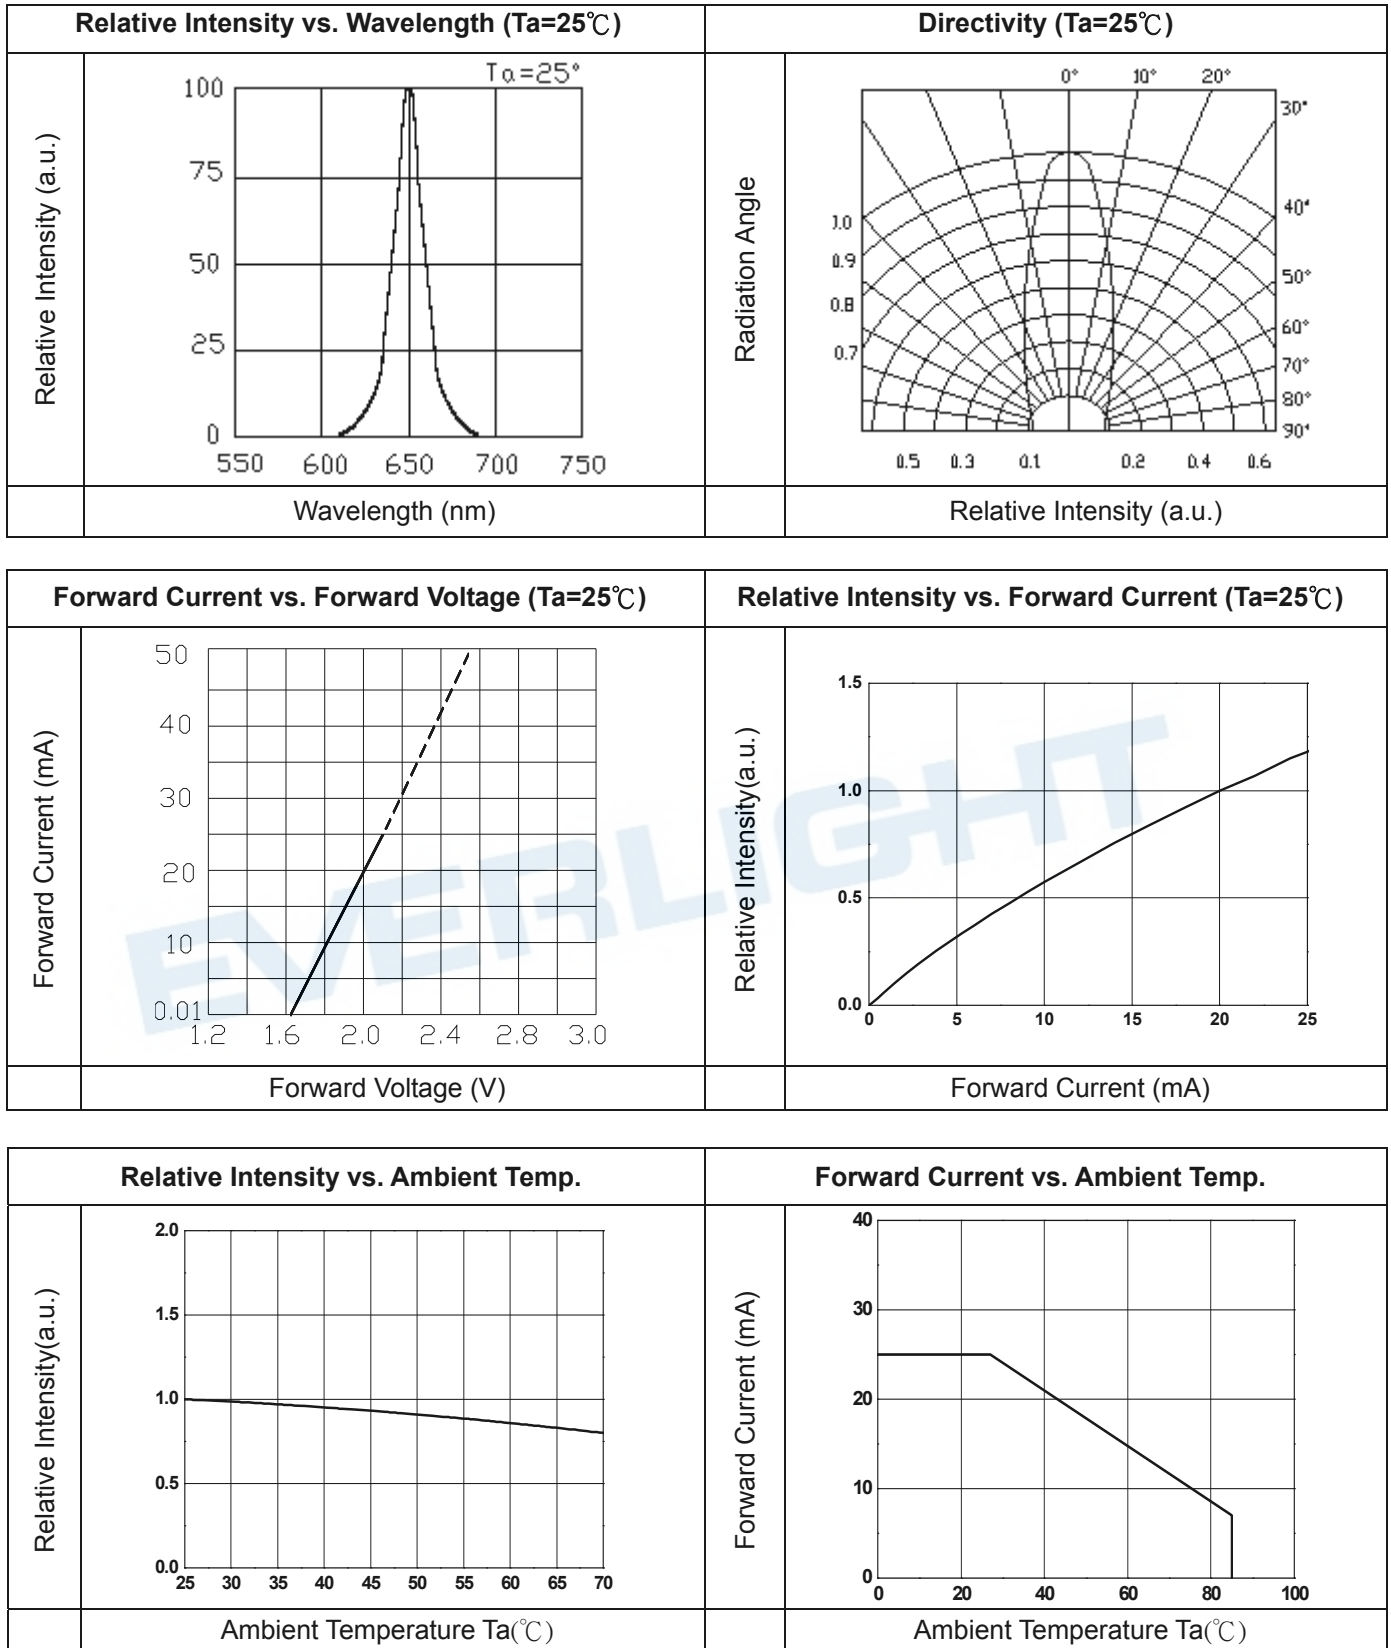 Relative Intensity vs. Wavelength (Ta=25℃)
Directivity (Ta=25℃)
Relative Intensity (a.u.)
Ta=25°
100
75
50
25
0
550 600 650 700 750
Wavelength (nm)
Radiation Angle
0° 10° 20°
30°
40°
50°
60°
70°
80°
90°
1.0
0.9
0.8
0.7
0.5 0.3 0.1 0.2 0.4 0.6
Relative Intensity (a.u.)
Forward Current vs. Forward Voltage (Ta=25℃)
Relative Intensity vs. Forward Current (Ta=25℃)
Forward Current (mA)
50
40
30
20
10
0.01
1.2 1.6 2.0 2.4 2.8 3.0
Forward Voltage (V)
Relative Intensity(a.u.)
1.5
1.0
0.5
0.0
0 5 10 15 20 25
Forward Current (mA)
EVERLIGHT
Relative Intensity vs. Ambient Temp.
Forward Current vs. Ambient Temp.
Relative Intensity(a.u.)
2.0
1.5
1.0
0.5
0.0
25 30 35 40 45 50 55 60 65 70
Ambient Temperature Ta(℃)
Forward Current (mA)
40
30
20
10
0
0 20 40 60 80 100
Ambient Temperature Ta(℃)